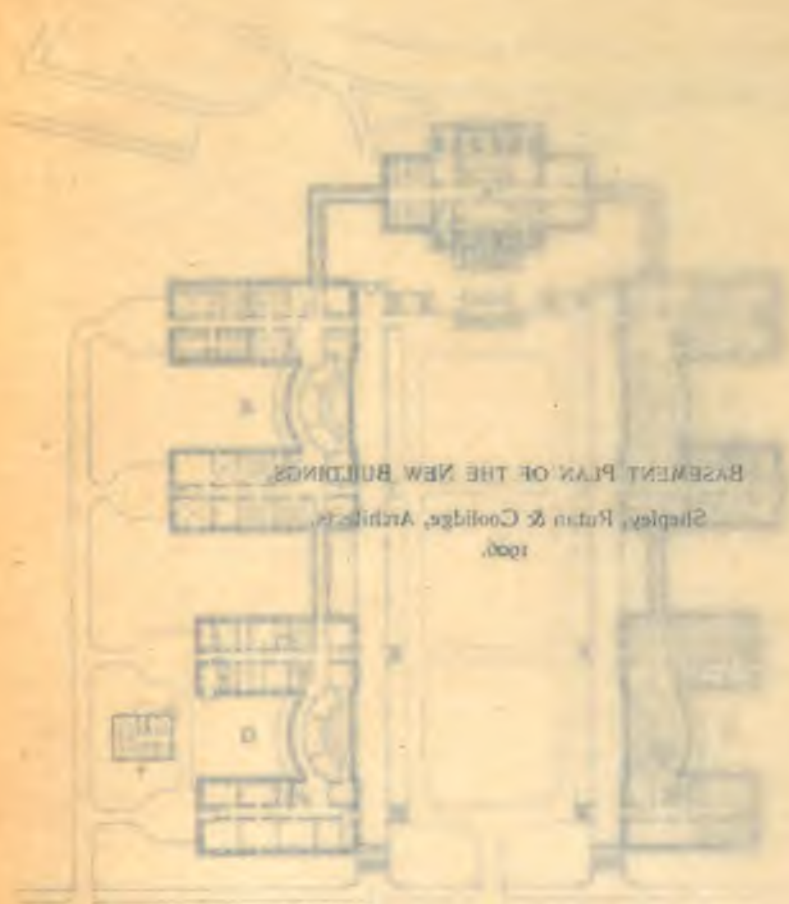 BASEMENT PLAN OF THE NEW BUILDINGS.
Shepley, Rutan & Coolidge, Architects.
1906.